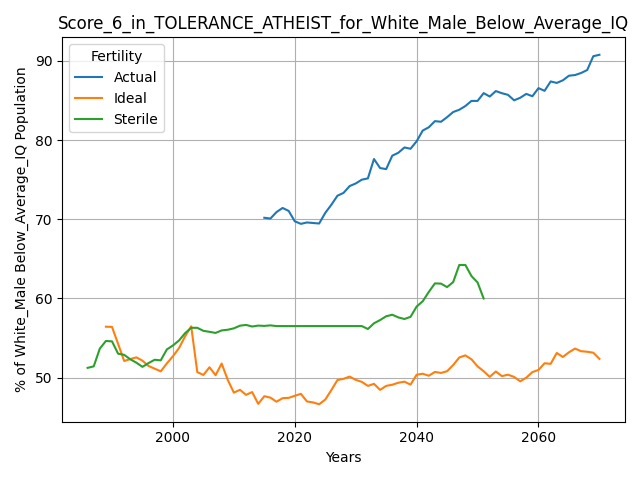 Score_6_in_TOLERANCE_ATHEIST_for_White_Male_Below_Average_IQ
Fertility
Actual
Ideal
Sterile
% of White_Male Below_Average_IQ Population
90
80
70
60
50
2000
2020
2040
2060
Years